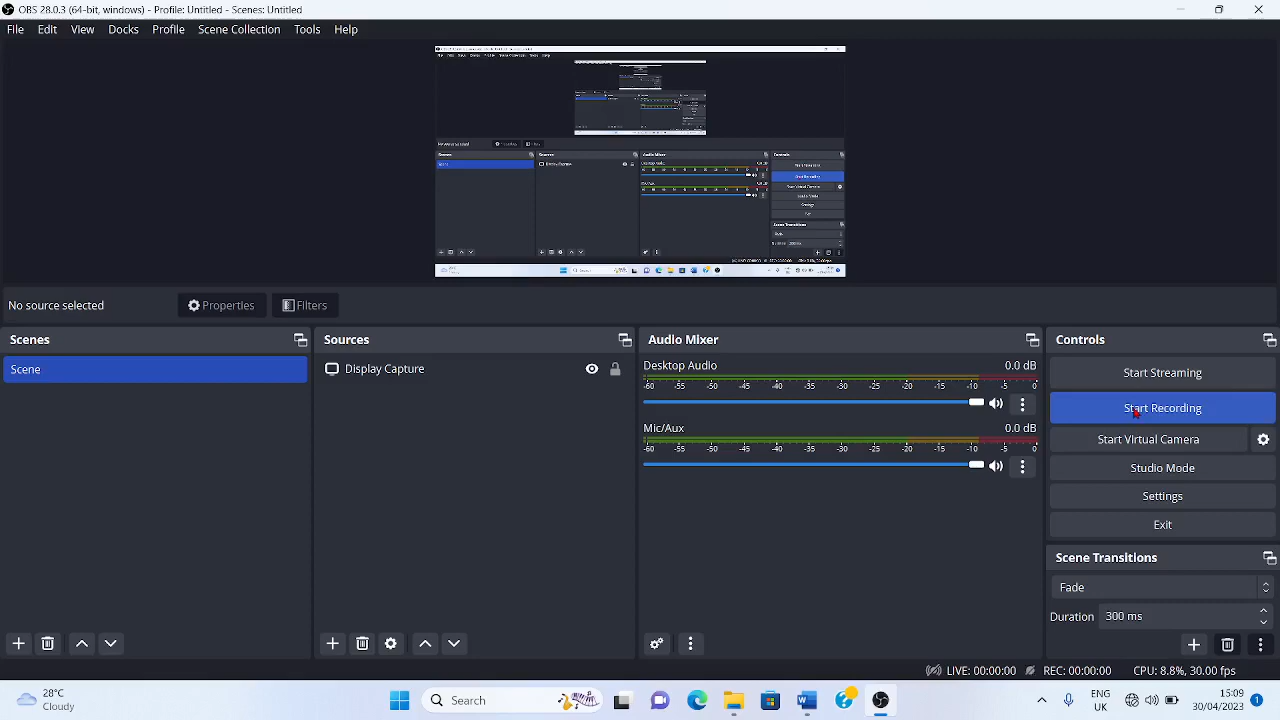 OBS 28.0.3 (64-bit, windows) - Profile: Untitled - Scenes: Untitled
File Edit View Docks Profile Scene Collection Tools Help
No source selected Properties Filters
Scenes
Scene
Sources
Display Capture
Audio Mixer
Desktop Audio 0.0 dB
-60 -55 -50 -45 -40 -35 -30 -25 -20 -15 -10 -5 0
Mic/Aux 0.0 dB
-60 -55 -50 -45 -40 -35 -30 -25 -20 -15 -10 -5 0
Controls
Start Streaming
Start Recording
Start Virtual Camera
Studio Mode
Settings
Exit
Scene Transitions
Fade
Duration 300 ms
LIVE: 00:00:00 REC: 00:00:00 CPU: 8.8%, 30.00 fps
28°C
Cloudy
Search
ENG
UK
15:09
30/04/2023
1